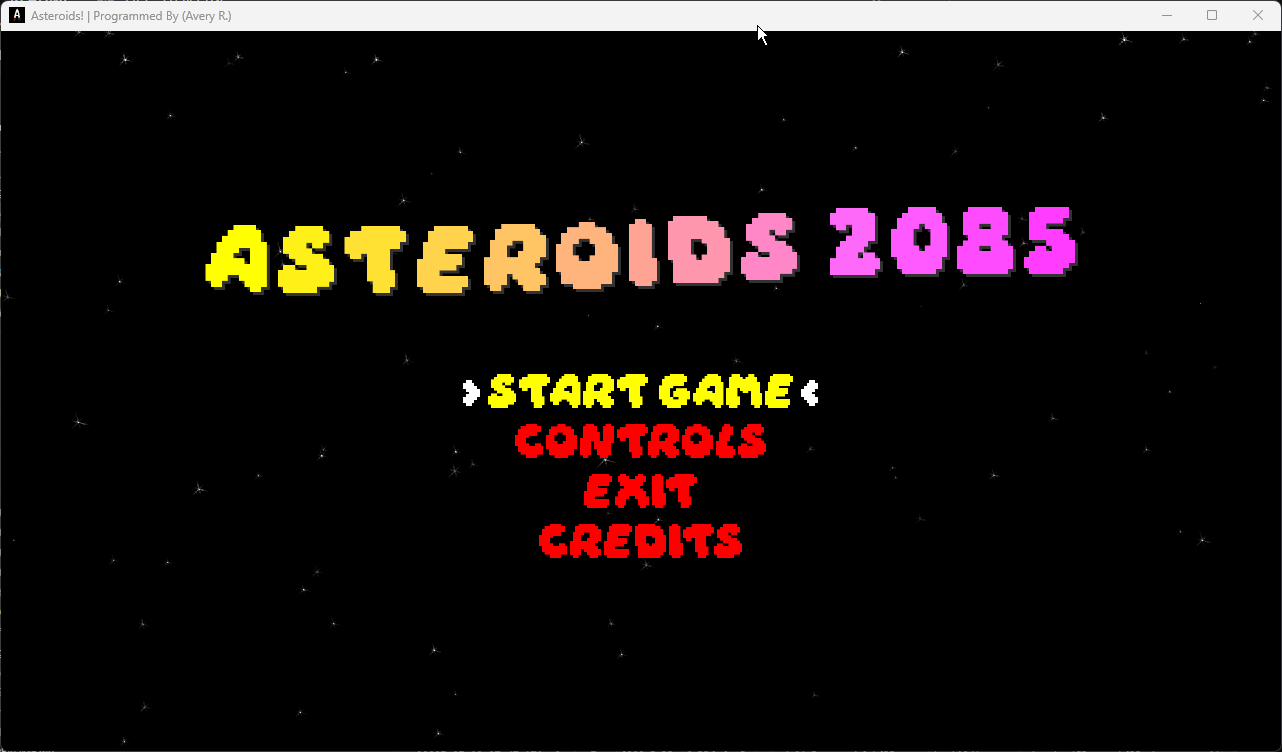 A Asteroids! | Programmed By (Avery R.)
ASTEROIDS 2085
> START GAME <
CONTROLS
EXIT
CREDITS